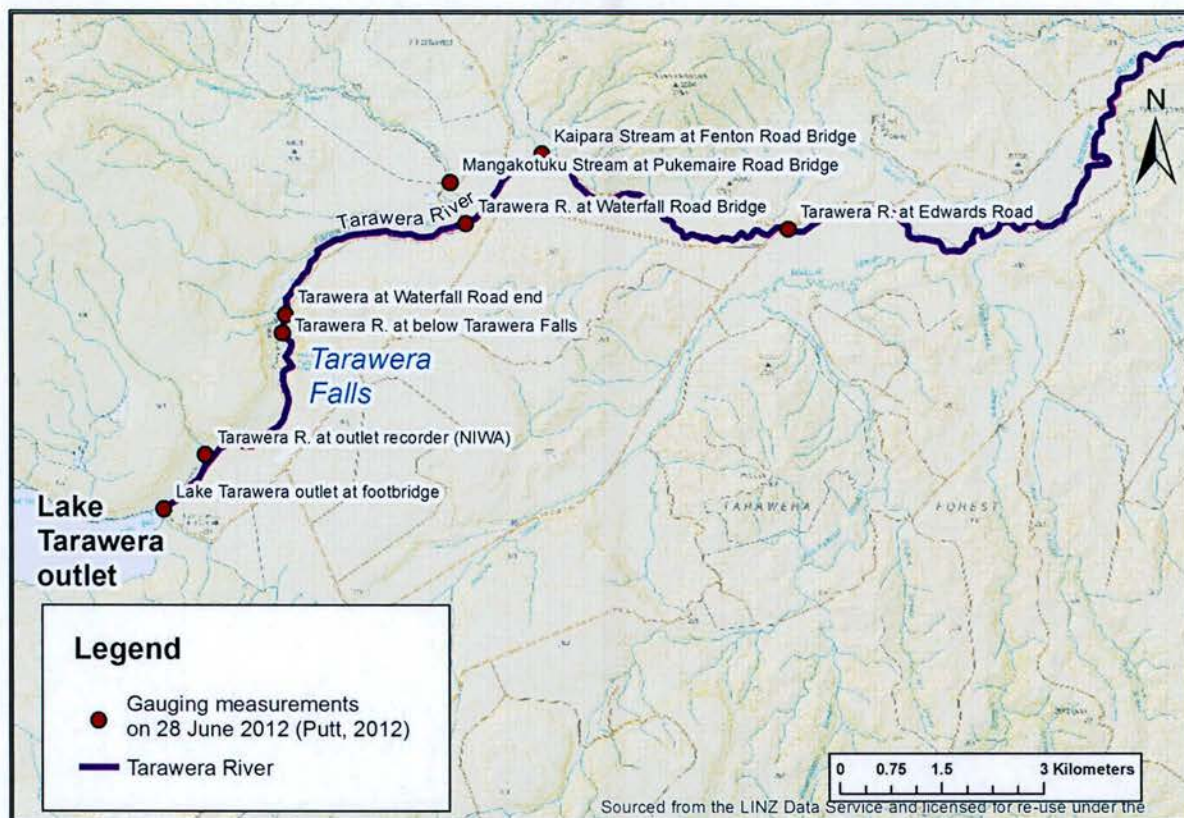 N
Kaipara Stream at Fenton Road Bridge
Mangakotuku Stream at Pukemaire Road Bridge
Tarawera River
Tarawera R. at Waterfall Road Bridge
Tarawera R. at Edwards Road
Tarawera at Waterfall Road end
Tarawera R. at below Tarawera Falls
Tarawera
Falls
Tarawera R. at outlet recorder (NIWA)
Lake Tarawera outlet at footbridge
Lake
Tarawera
outlet
TARAWERA FOREST
Legend
Gauging measurements
on 28 June 2012 (Putt, 2012)
Tarawera River
0 0.75 1.5 3 Kilometers
Sourced from the LINZ Data Service and licensed for re-use under the